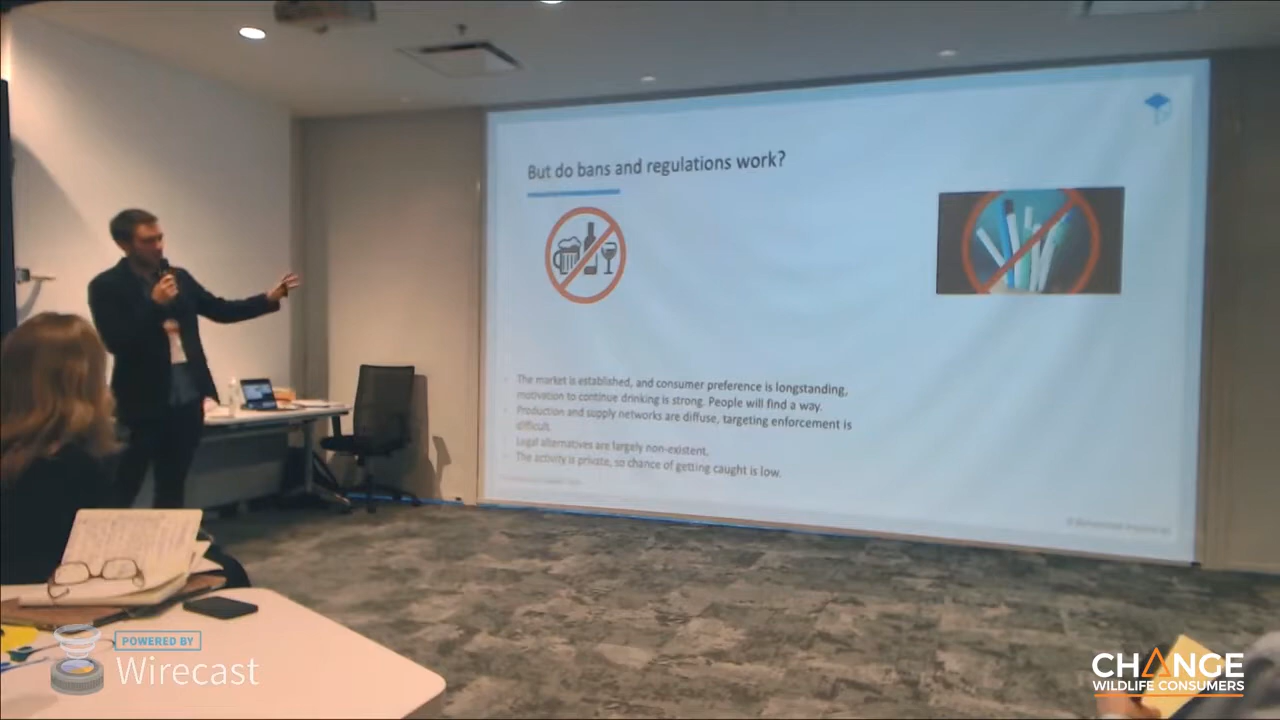 But do bans and regulations work?
The market is established, and consumer preference is longstanding,
motivation to continue drinking is strong. People will find a way.
Production and supply networks are diffuse, targeting enforcement is
difficult.
Legal alternatives are largely non-existent.
The activity is private, so chance of getting caught is low.
POWERED BY
Wirecast
CHANGE
WILDLIFE CONSUMERS